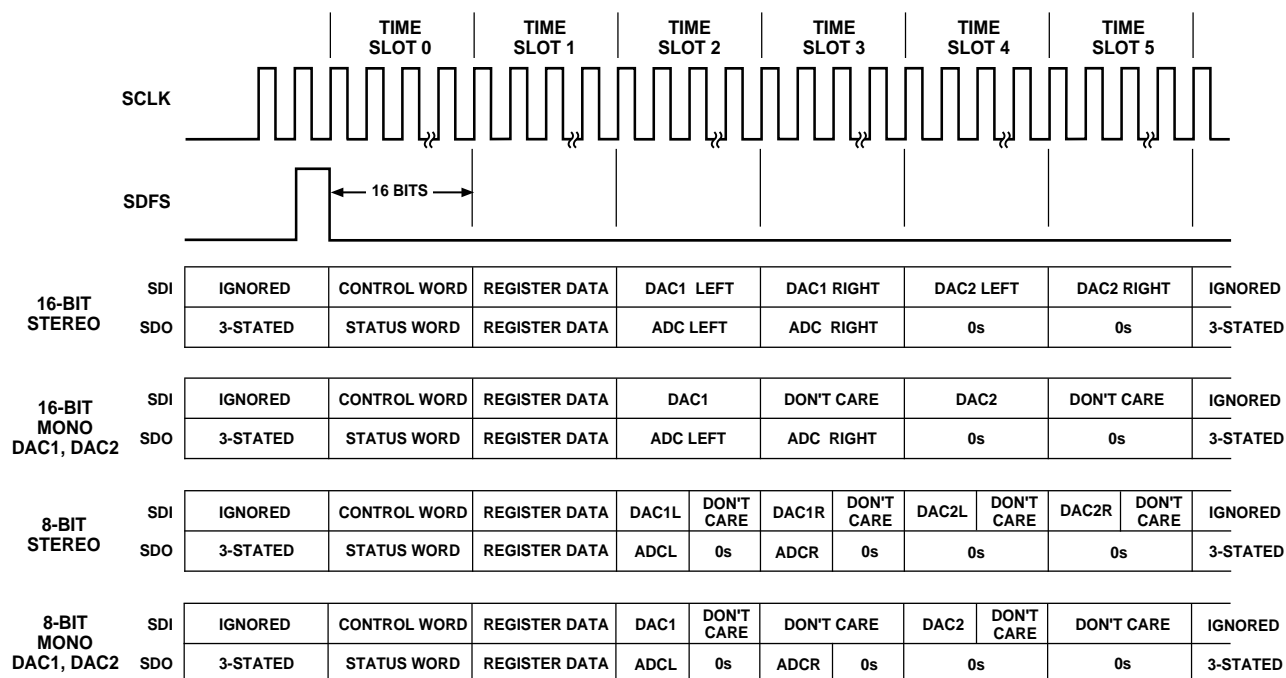 TIME SLOT 0 TIME SLOT 1 TIME SLOT 2 TIME SLOT 3 TIME SLOT 4 TIME SLOT 5
SCLK
SDFS
16 BITS
16-BIT STEREO
SDI IGNORED CONTROL WORD REGISTER DATA DAC1 LEFT DAC1 RIGHT DAC2 LEFT DAC2 RIGHT IGNORED
SDO 3-STATED STATUS WORD REGISTER DATA ADC LEFT ADC RIGHT 0s 0s 3-STATED
16-BIT MONO DAC1, DAC2
SDI IGNORED CONTROL WORD REGISTER DATA DAC1 DON'T CARE DAC2 DON'T CARE IGNORED
SDO 3-STATED STATUS WORD REGISTER DATA ADC LEFT ADC RIGHT 0s 0s 3-STATED
8-BIT STEREO
SDI IGNORED CONTROL WORD REGISTER DATA DAC1L DON'T CARE DAC1R DON'T CARE DAC2L DON'T CARE DAC2R DON'T CARE IGNORED
SDO 3-STATED STATUS WORD REGISTER DATA ADCL 0s ADCR 0s 0s 0s 3-STATED
8-BIT MONO DAC1, DAC2
SDI IGNORED CONTROL WORD REGISTER DATA DAC1 DON'T CARE DON'T CARE DAC2 DON'T CARE DON'T CARE IGNORED
SDO 3-STATED STATUS WORD REGISTER DATA ADCL 0s ADCR 0s 0s 0s 3-STATED